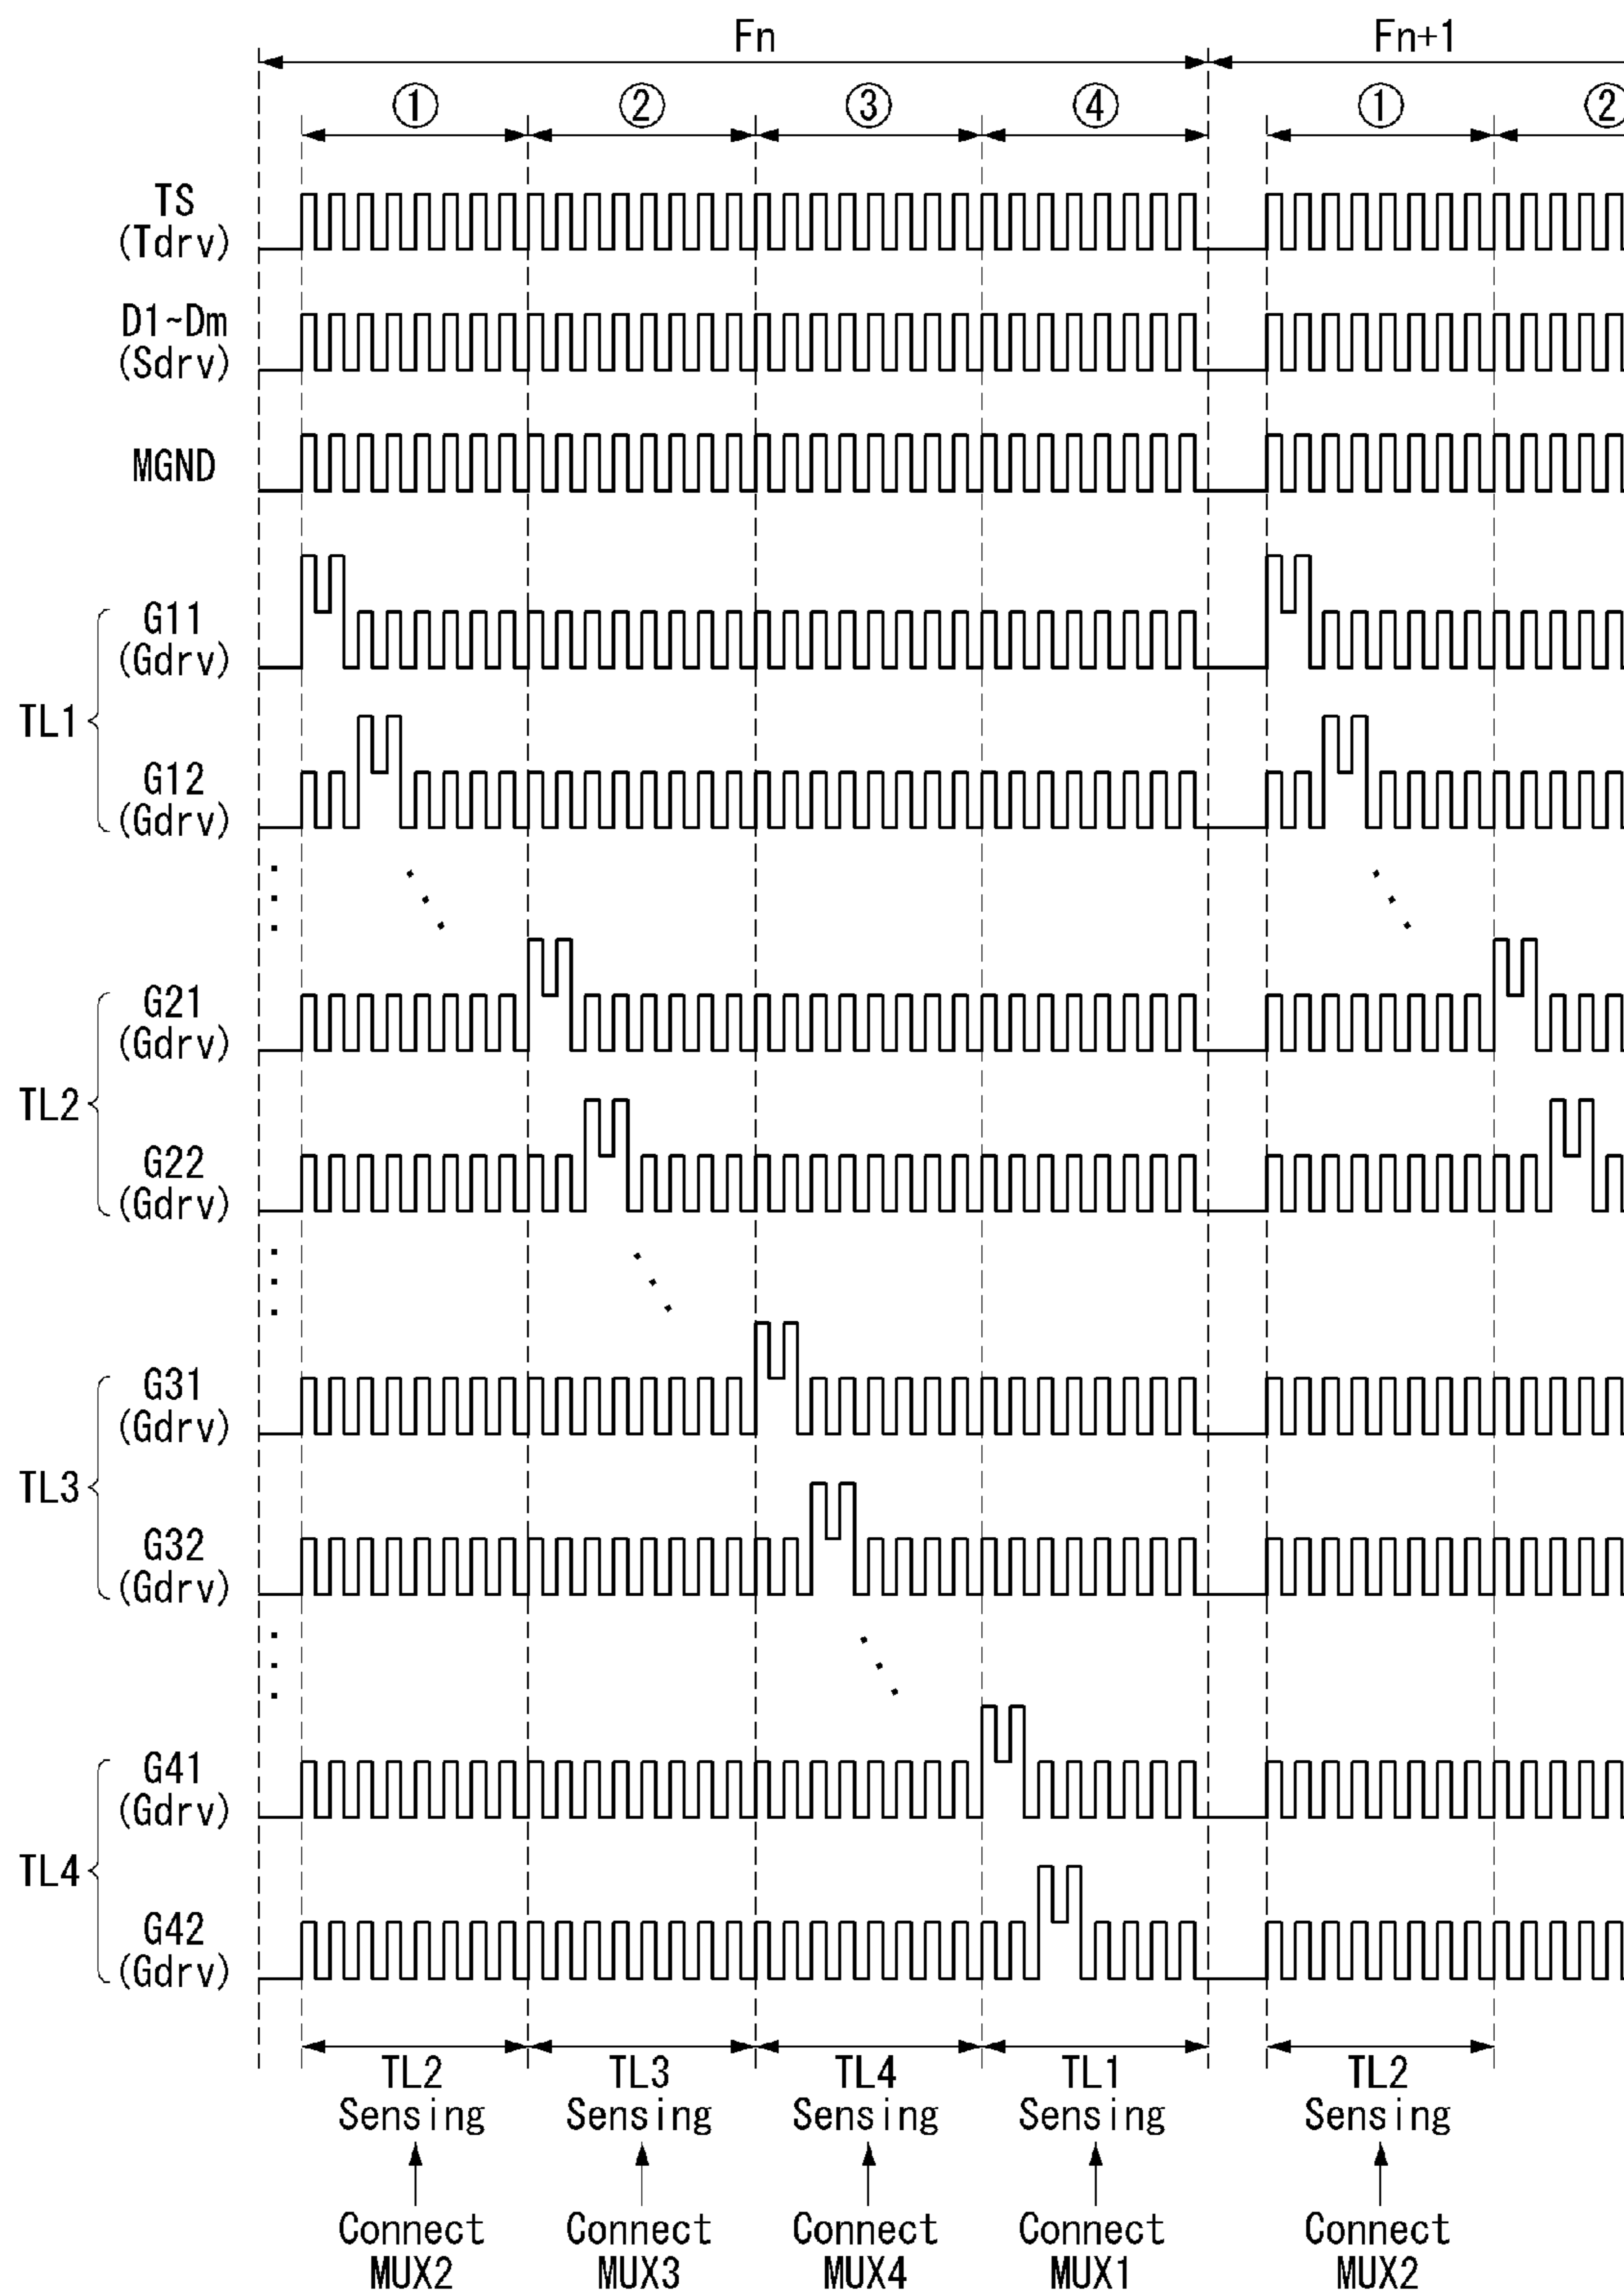 Fn
Fn+1
① ② ③ ④ ① ②
TS
(Tdrv)
D1~Dm
(Sdrv)
MGND
G11
(Gdrv)
TL1
G12
(Gdrv)
G21
(Gdrv)
TL2
G22
(Gdrv)
G31
(Gdrv)
TL3
G32
(Gdrv)
G41
(Gdrv)
TL4
G42
(Gdrv)
TL2
Sensing
TL3
Sensing
TL4
Sensing
TL1
Sensing
TL2
Sensing
Connect
MUX2
Connect
MUX3
Connect
MUX4
Connect
MUX1
Connect
MUX2